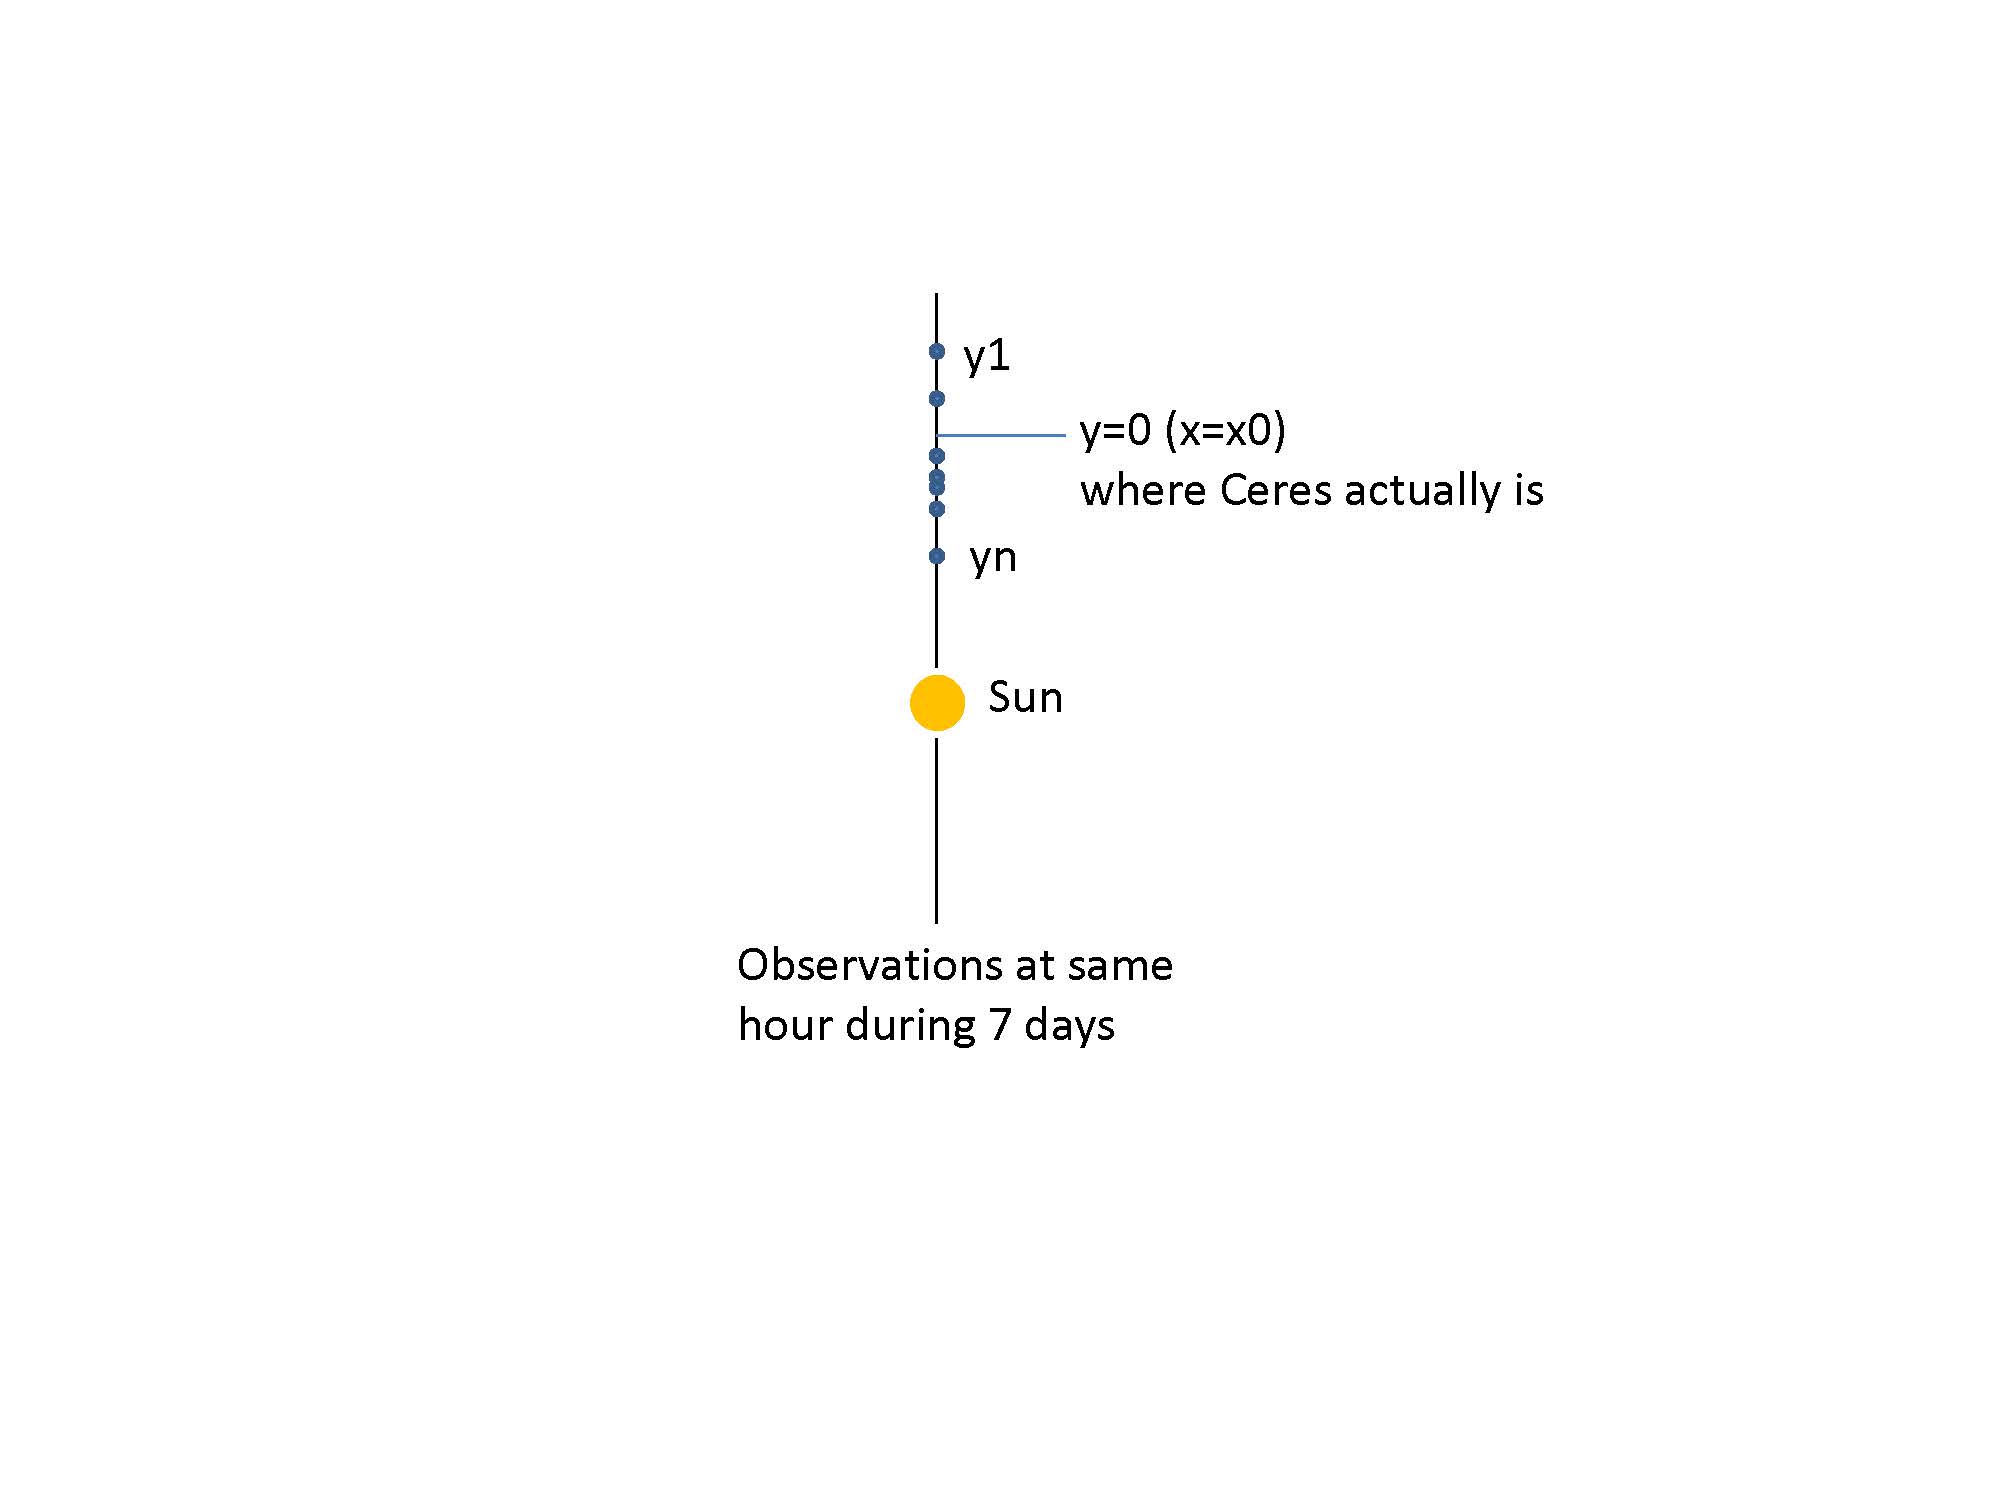 y1
y=0 (x=x0)
where Ceres actually is
yn
Sun
Observations at same
hour during 7 days